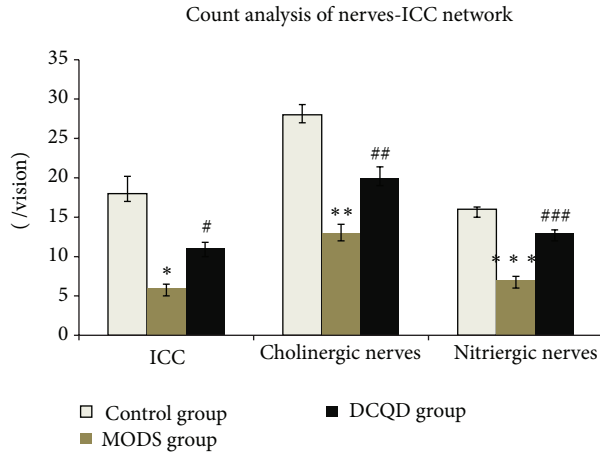 Count analysis of nerves-ICC network
35
30
25
20
15
10
5
0
(/vision)
*
#
**
##
***
###
ICC
Cholinergic nerves
Nitriergic nerves
Control group
MODS group
DCQD group